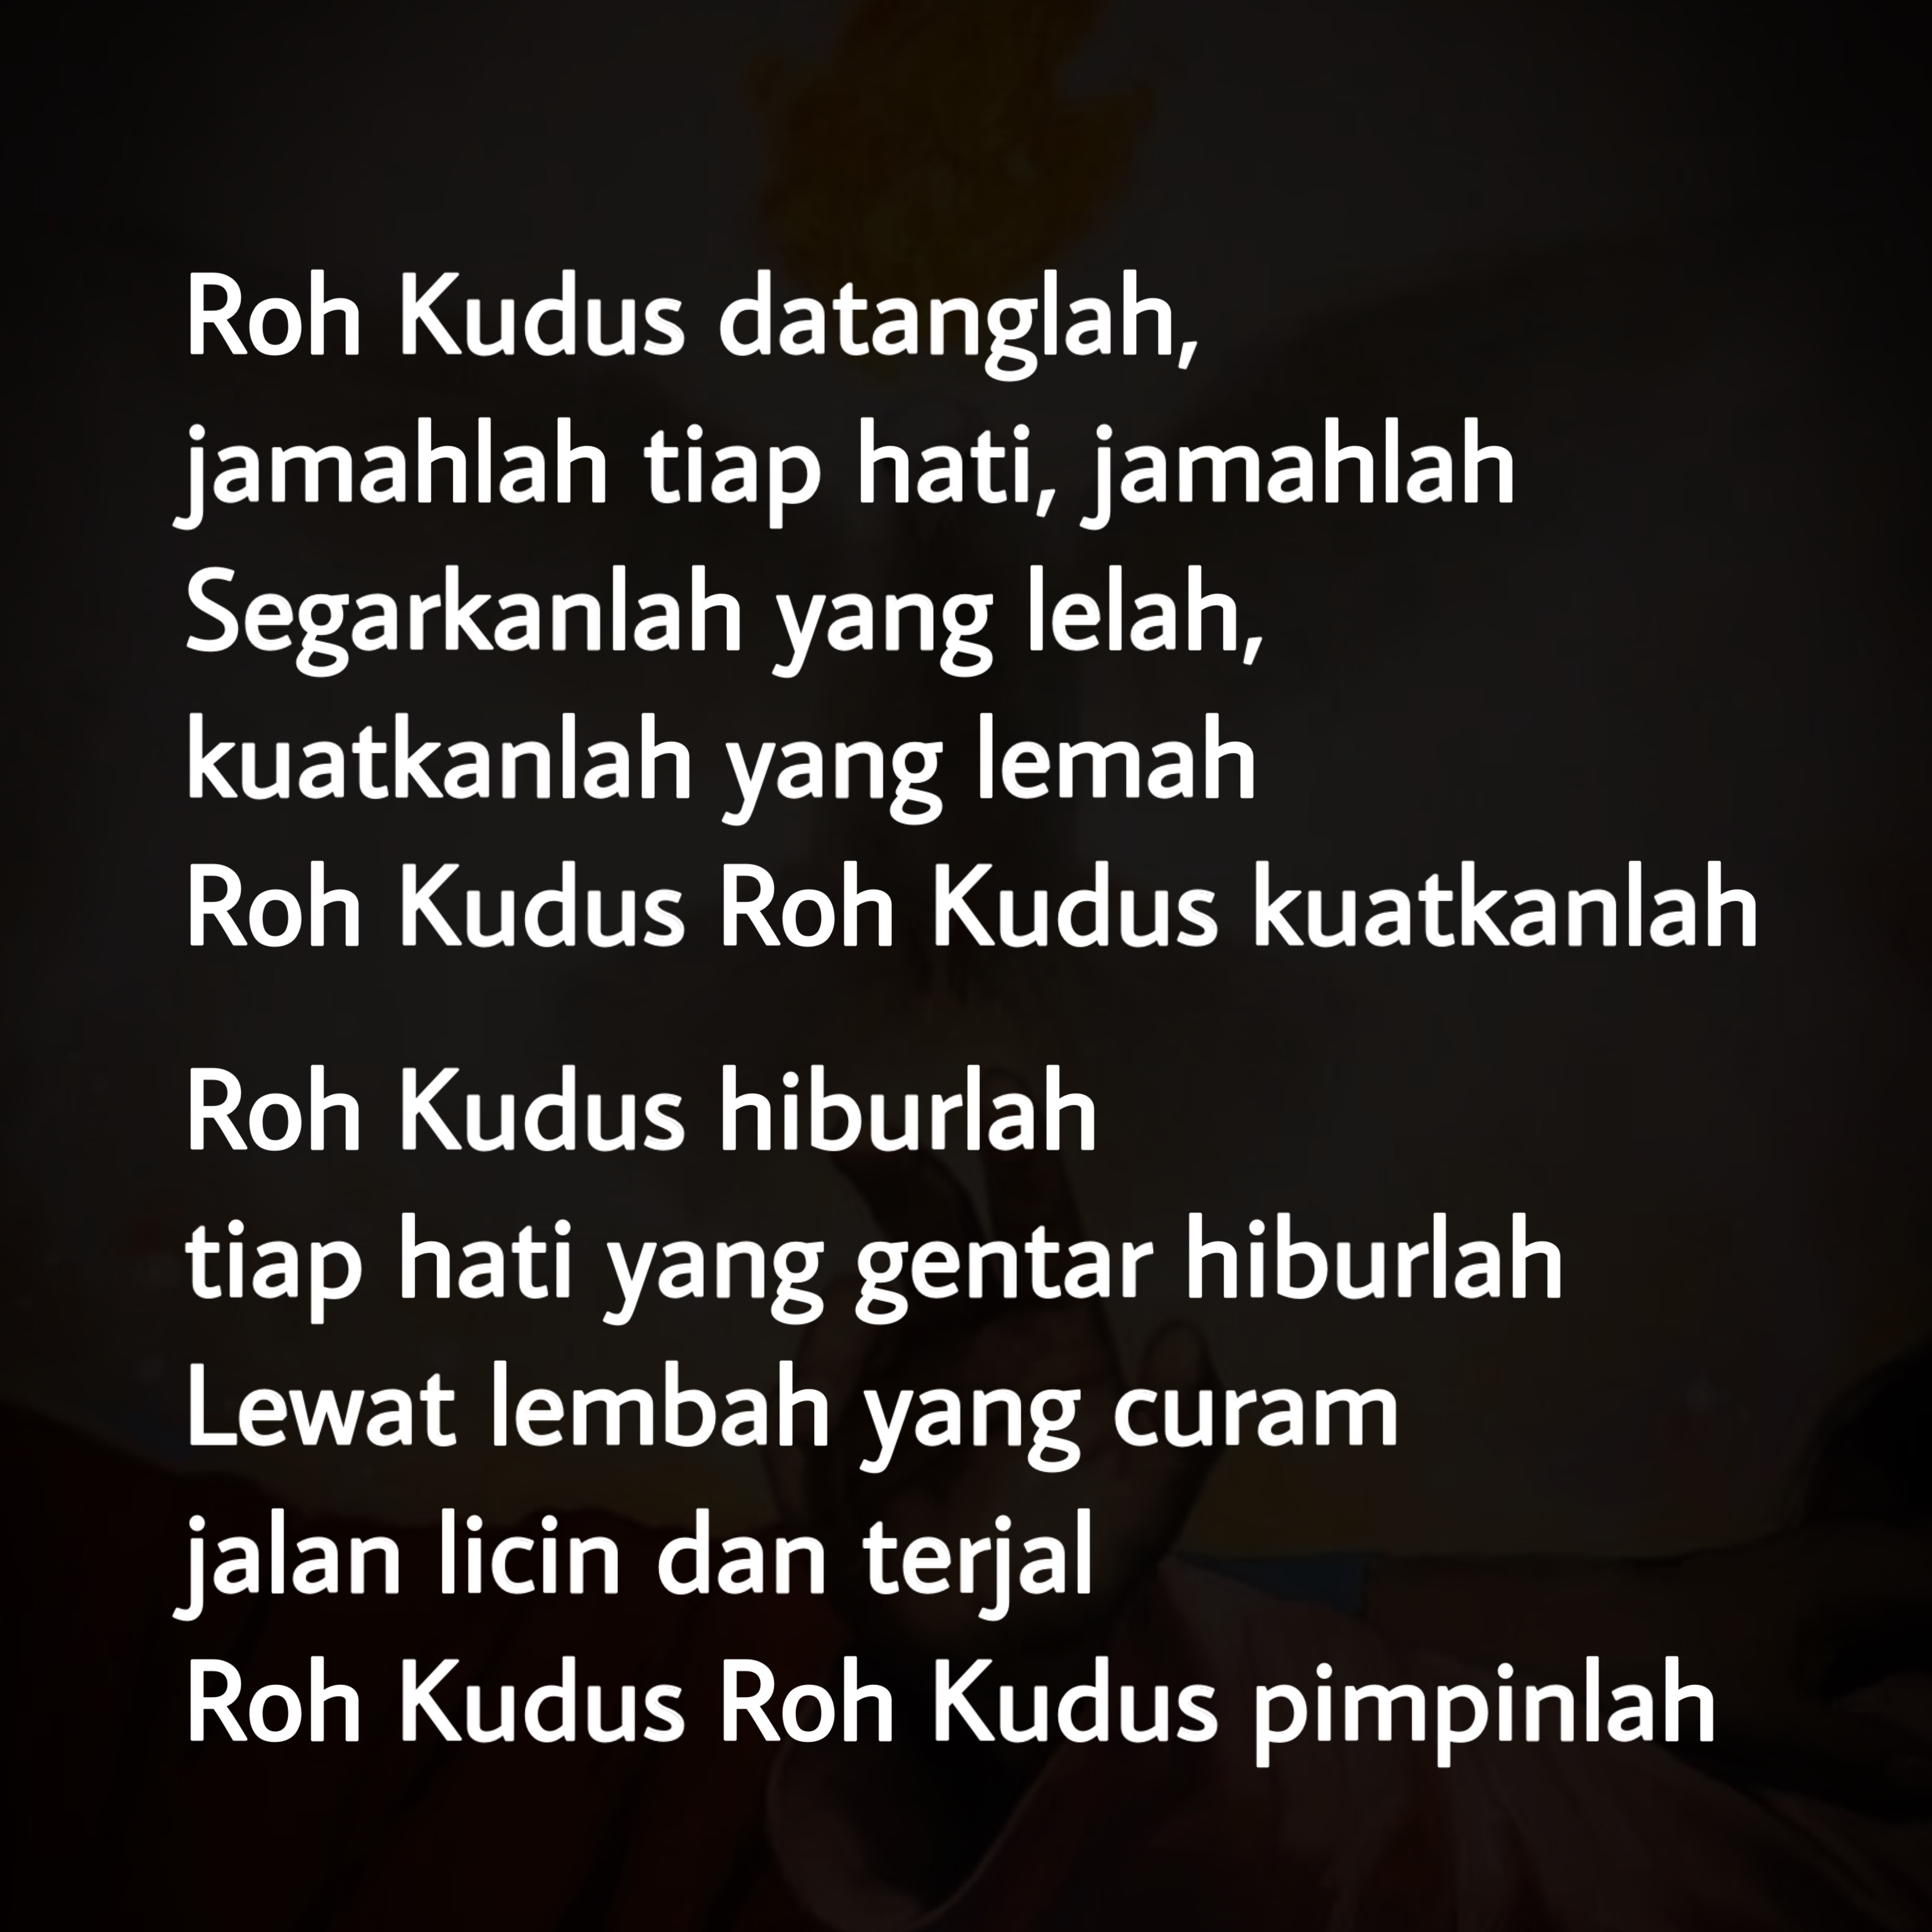 Roh Kudus datanglah,
jamahlah tiap hati, jamahlah
Segarkanlah yang lelah,
kuatkanlah yang lemah
Roh Kudus Roh Kudus kuatkanlah
Roh Kudus hiburlah
tiap hati yang gentar hiburlah
Lewat lembah yang curam
jalan licin dan terjal
Roh Kudus Roh Kudus pimpinlah